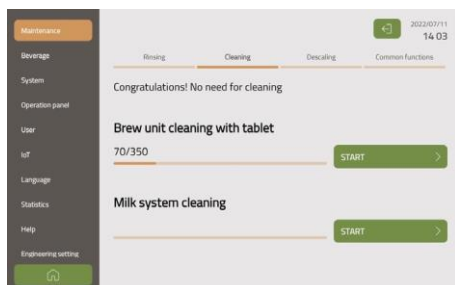 Maintenance
Beverage
System
Operation panel
User
IoT
Language
Statistics
Help
Engineering setting
2022/07/11
14 03
Rinsing Cleaning Descaling Common functions
Congratulations! No need for cleaning
Brew unit cleaning with tablet
70/350
START
Milk system cleaning
START